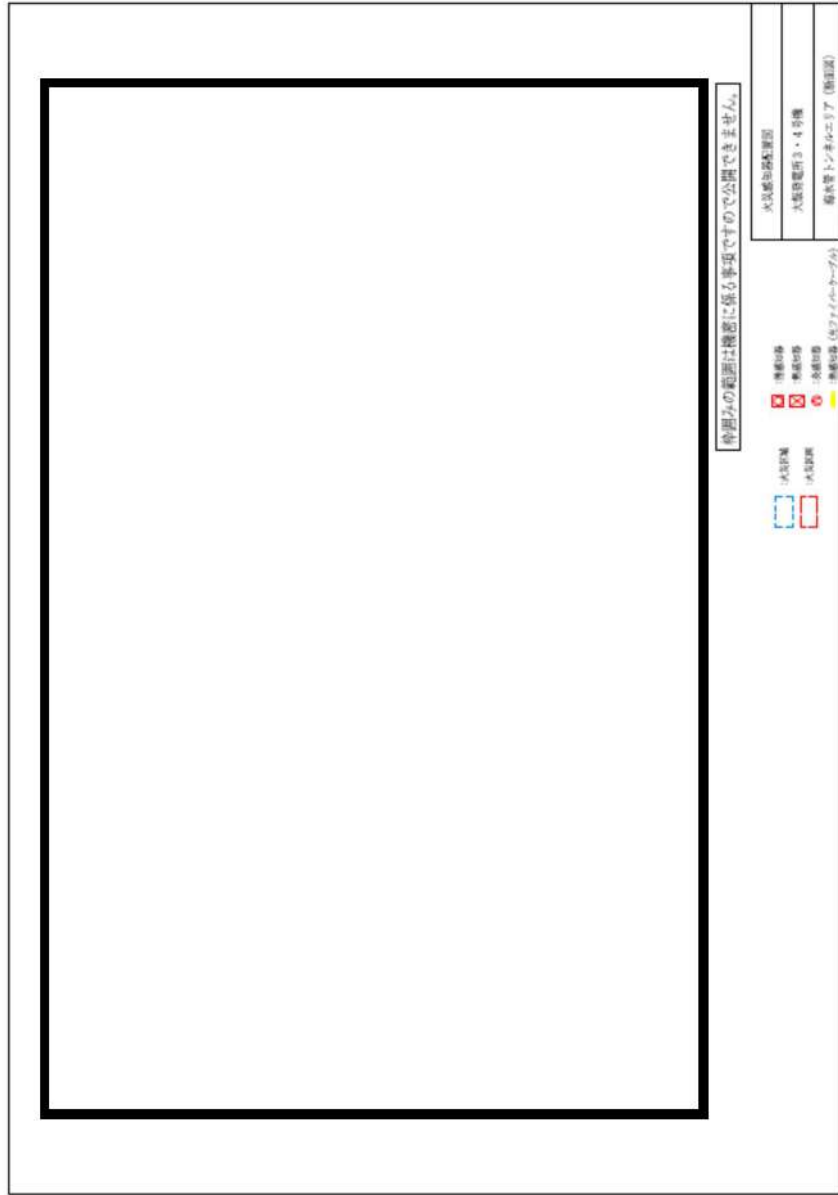 枠囲みの範囲は機密に係る事項ですので公開できません。
火災感知器配置図
大飯発電所3・4号機
海水管トンネルエリア（断面図）
:煙感知器
:熱感知器
:炎感知器
:熱感知器（光ファイバーケーブル）
:火災区域
:火災区画